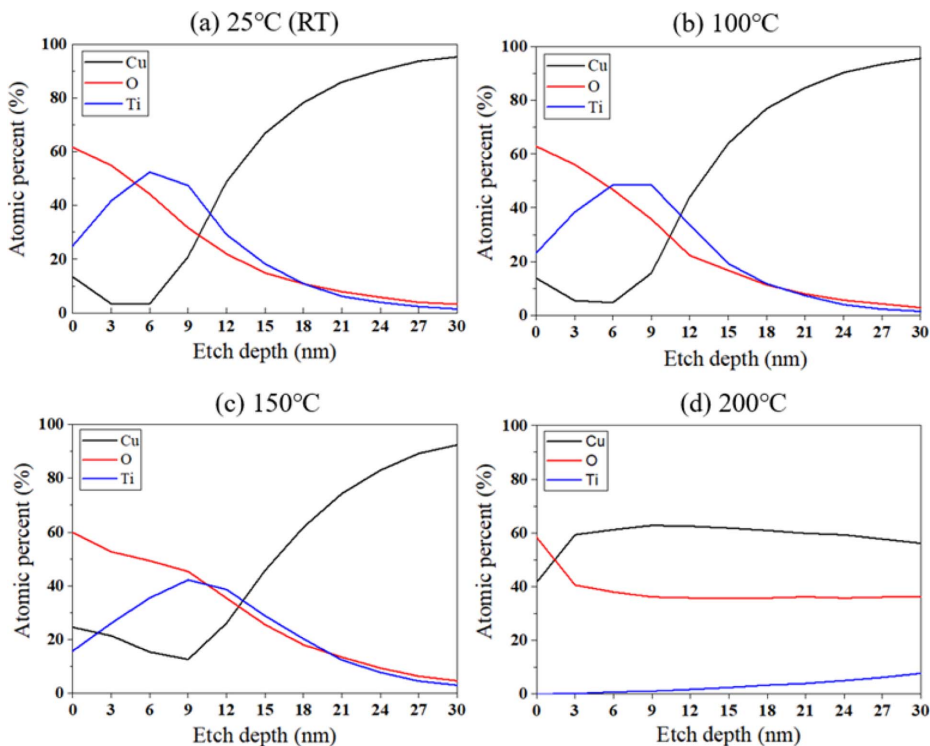 (a) 25℃ (RT)
Cu
O
Ti
100
80
60
40
20
0
Atomic percent (%)
0 3 6 9 12 15 18 21 24 27 30
Etch depth (nm)
(b) 100℃
Cu
O
Ti
100
80
60
40
20
0
Atomic percent (%)
0 3 6 9 12 15 18 21 24 27 30
Etch depth (nm)
(c) 150℃
Cu
O
Ti
100
80
60
40
20
0
Atomic percent (%)
0 3 6 9 12 15 18 21 24 27 30
Etch depth (nm)
(d) 200℃
Cu
O
Ti
100
80
60
40
20
0
Atomic percent (%)
0 3 6 9 12 15 18 21 24 27 30
Etch depth (nm)